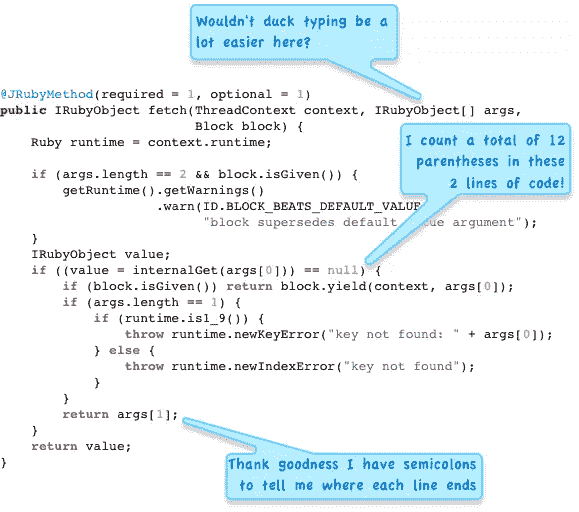 Wouldn't duck typing be a
lot easier here?
@JRubyMethod(required = 1, optional = 1)
public IRubyObject fetch(ThreadContext context, IRubyObject[] args,
Block block) {
Ruby runtime = context.runtime;
I count a total of 12
parentheses in these
2 lines of code!
if (args.length == 2 && block.isGiven()) {
getRuntime().getWarnings()
.warn(ID.BLOCK_BEATS_DEFAULT_VALUE
"block supersedes default ue argument");
}
IRubyObject value;
if ((value = internalGet(args[0])) == null) {
if (block.isGiven()) return block.yield(context, args[0]);
if (args.length == 1) {
if (runtime.is1_9()) {
throw runtime.newKeyError("key not found: " + args[0]);
} else {
throw runtime.newIndexError("key not found");
}
}
return args[1];
}
return value;
}
Thank goodness I have semicolons
to tell me where each line ends